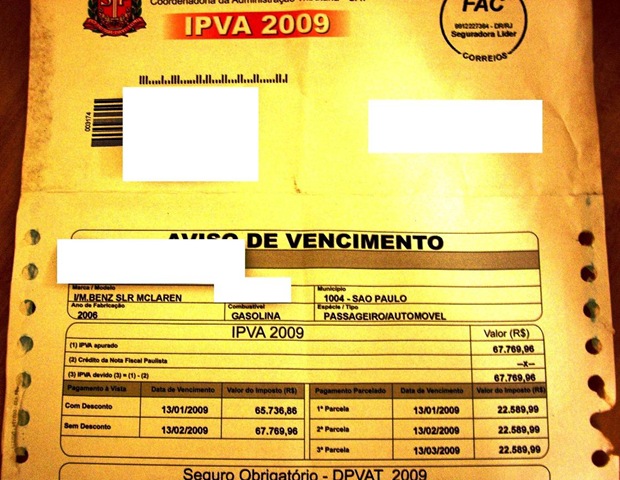 Coordenadoria da Administração
IPVA 2009
FAC
9912227384 - DR/RJ
Seguradora Líder
CORREIOS
003174
AVISO DE VENCIMENTO
Marca / Modelo Município
I/M.BENZ SLR MCLAREN 1004 - SAO PAULO
Ano de Fabricação Combustível Espécie / Tipo
2006 GASOLINA PASSAGEIRO/AUTOMOVEL
IPVA 2009 Valor (R$)
(1) IPVA apurado 67.769,96
(2) Crédito da Nota Fiscal Paulista --x--
(3) IPVA devido (3) = (1) - (2) 67.769,96
Pagamento à Vista Data de Vencimento Valor do Imposto (R$) Pagamento Parcelado Data de Vencimento Valor do Imposto (R$)
Com Desconto 13/01/2009 65.736,86 1ª Parcela 13/01/2009 22.589,99
Sem Desconto 13/02/2009 67.769,96 2ª Parcela 13/02/2009 22.589,99
3ª Parcela 13/03/2009 22.589,99
Seguro Obrigatório - DPVAT 2009